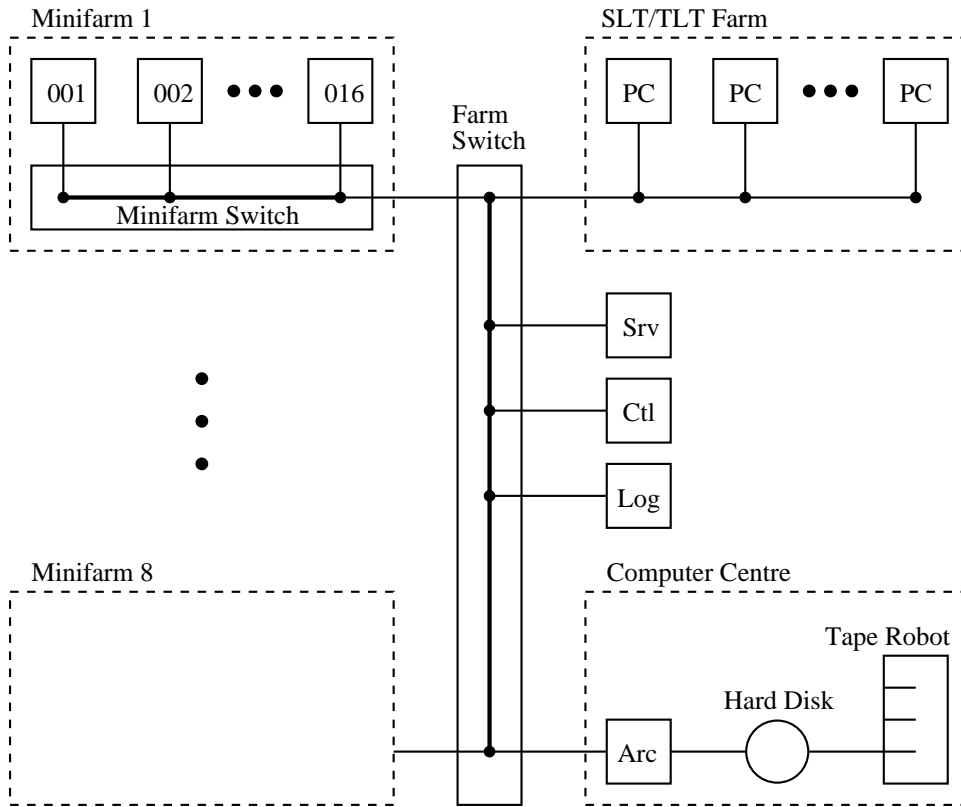 Minifarm 1
SLT/TLT Farm
001
002
016
PC
PC
PC
Farm
Switch
Minifarm Switch
Srv
Ctl
Log
Minifarm 8
Computer Centre
Tape Robot
Hard Disk
Arc